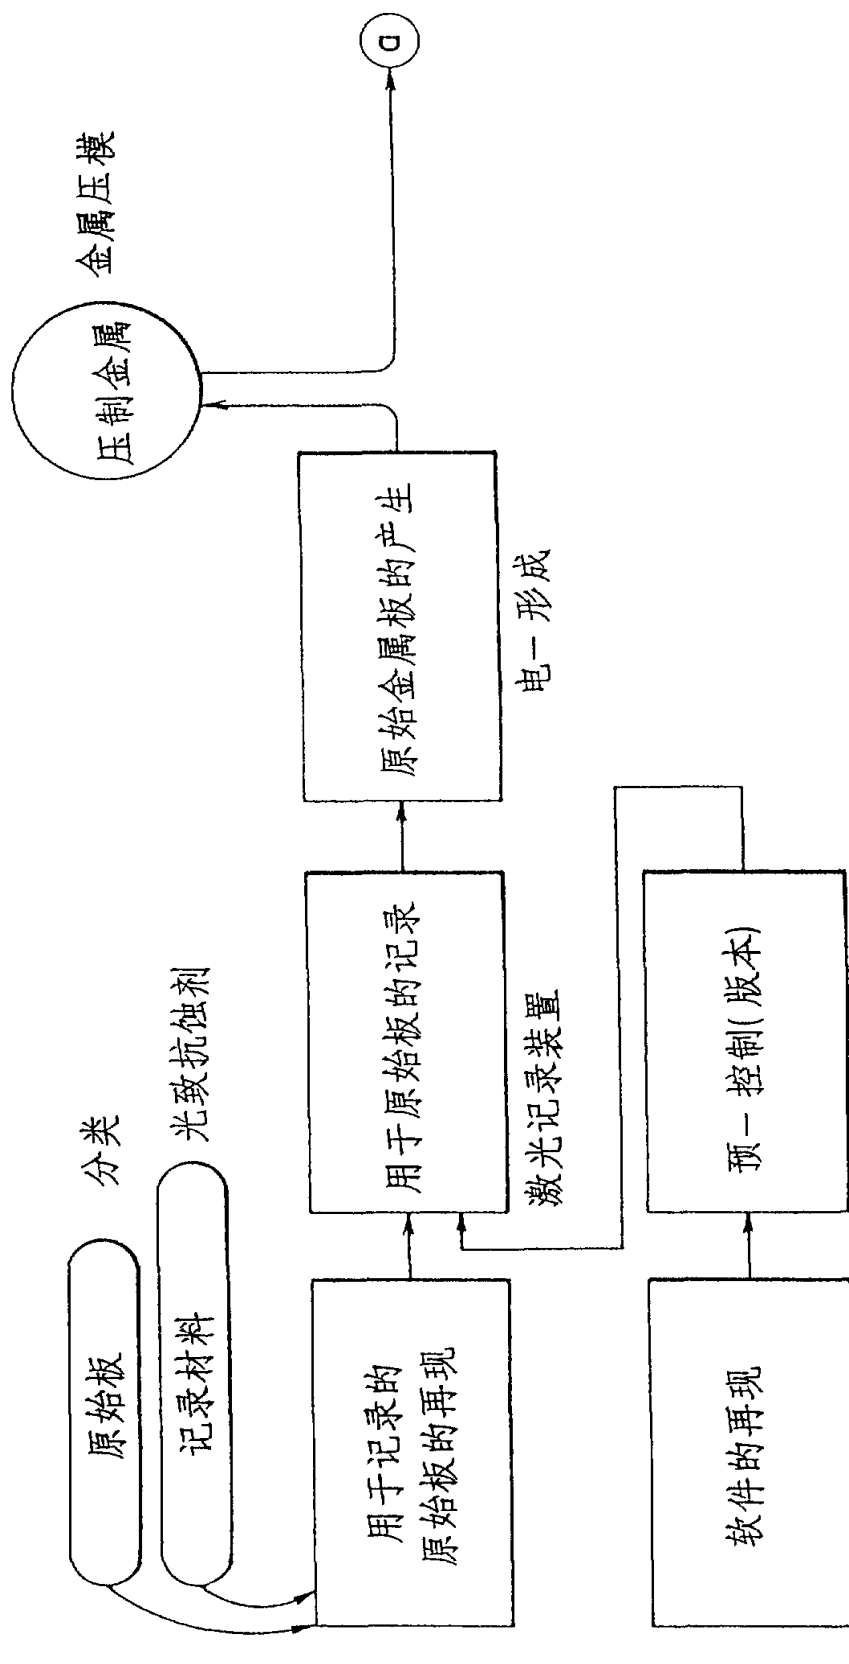 原始板
分类
记录材料
光致抗蚀剂
压制金属
金属压模
D
用于记录的
原始板的再现
用于原始板的记录
激光记录装置
原始金属板的产生
电一形成
软件的再现
预一控制(版本)